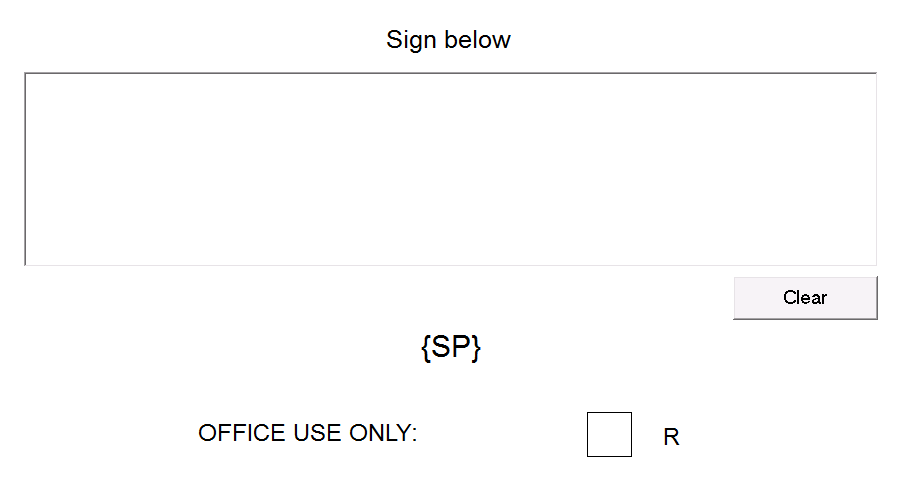 Sign below
Clear
{SP}
OFFICE USE ONLY: R